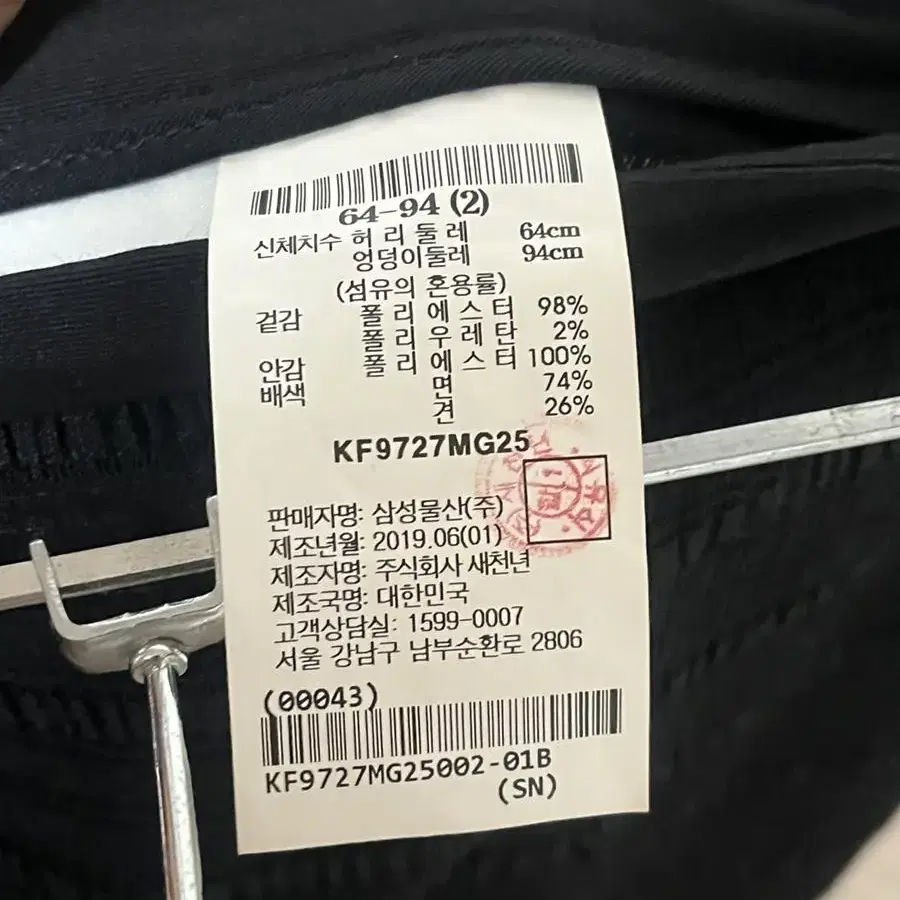 64-94 (2)
신체치수 허리둘레 64cm
엉덩이둘레 94cm
(섬유의 혼용률)
겉감 폴리에스터 98%
폴리우레탄 2%
안감 폴리에스터 100%
배색 면 74%
견 26%
KF9727MG25
판매자명: 삼성물산(주)
제조년월: 2019.06(01)
제조자명: 주식회사 새천년
제조국명: 대한민국
고객상담실: 1599-0007
서울 강남구 남부순환로 2806
(00043)
KF9727MG25002-01B
(SN)